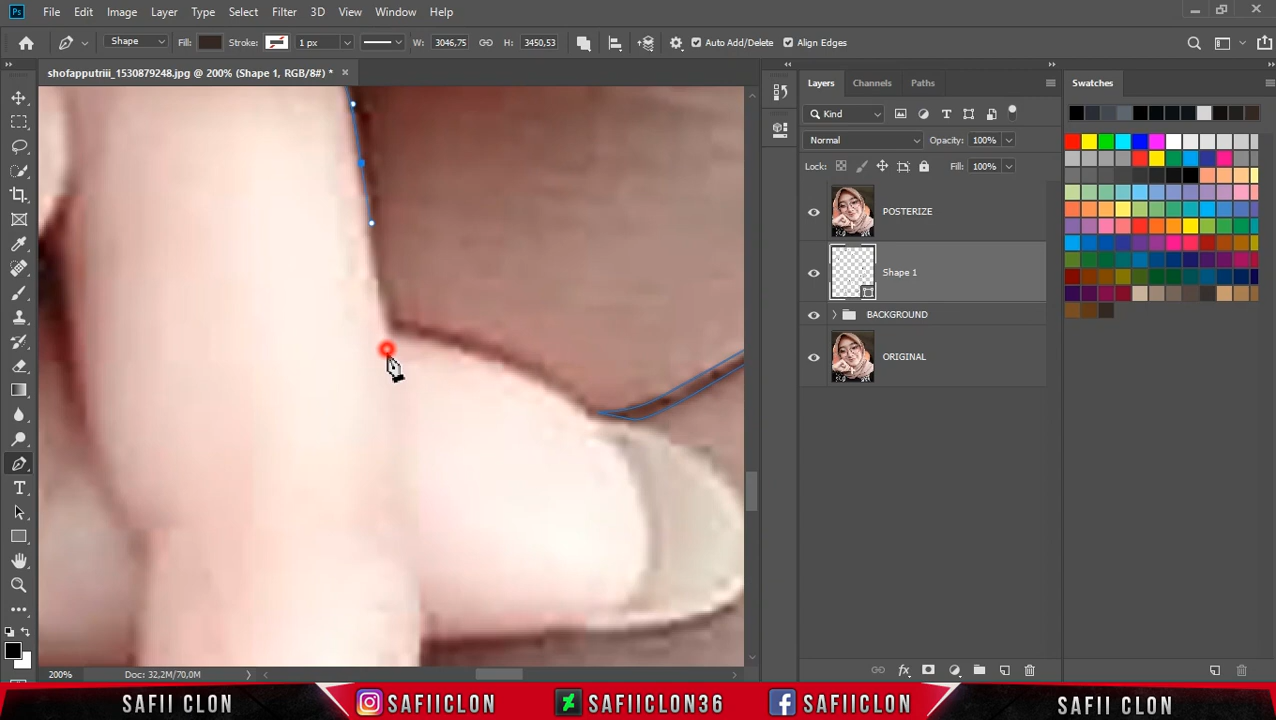 Ps File Edit Image Layer Type Select Filter 3D View Window Help
Shape Fill: Stroke: 1 px W: 3046,75 H: 3450,53 Auto Add/Delete Align Edges
shofapputriii_1530879248.jpg @ 200% (Shape 1, RGB/8#) *
Layers Channels Paths
Swatches
Kind
Normal Opacity: 100%
Lock: Fill: 100%
POSTERIZE
Shape 1
BACKGROUND
ORIGINAL
200% Doc: 32,2M/70,0M
SAFII CLON SAFIICLON SAFIICLON36 SAFIICLON SAFII CLON